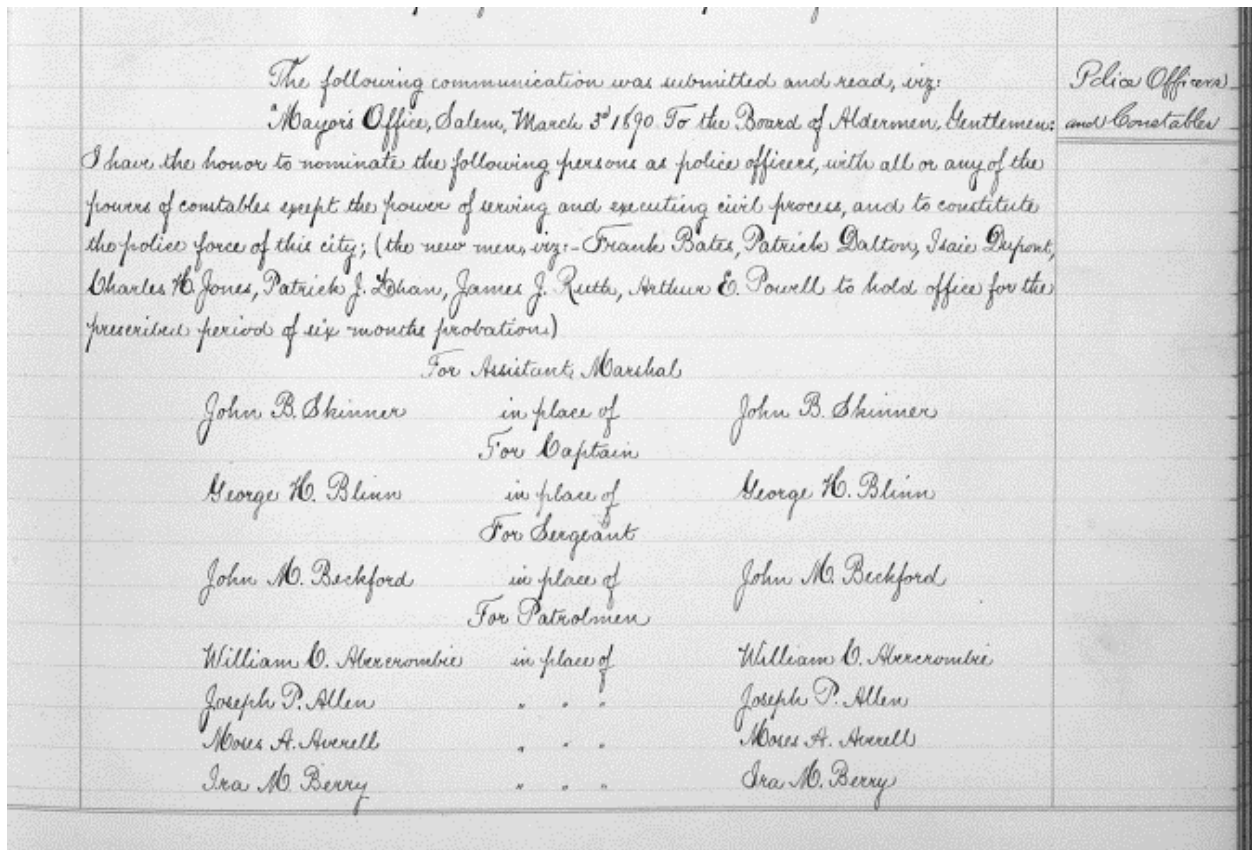 The following communication was submitted and read, viz:
Police Officers
"Mayor's Office, Salem, March 3d 1890. To the Board of Aldermen, Gentlemen:
and Constables
I have the honor to nominate the following persons as police officers, with all or any of the
powers of constables except the power of serving and executing civil process, and to constitute
the police force of this city; (the new men, viz:- Frank Bates, Patrick Dalton, Isaie Dupont,
Charles H. Jones, Patrick J. Lehan, James J. Ruth, Arthur E. Powell to hold office for the
prescribed period of six months probation.)
For Assistant Marshal
John B. Skinner in place of John B. Skinner
For Captain
George H. Blinn in place of George H. Blinn
For Sergeant
John M. Beckford in place of John M. Beckford
For Patrolmen
William C. Abercrombie in place of William C. Abercrombie
Joseph P. Allen " " " Joseph P. Allen
Moses A. Averell " " " Moses A. Averell
Ira M. Berry " " " Ira M. Berry